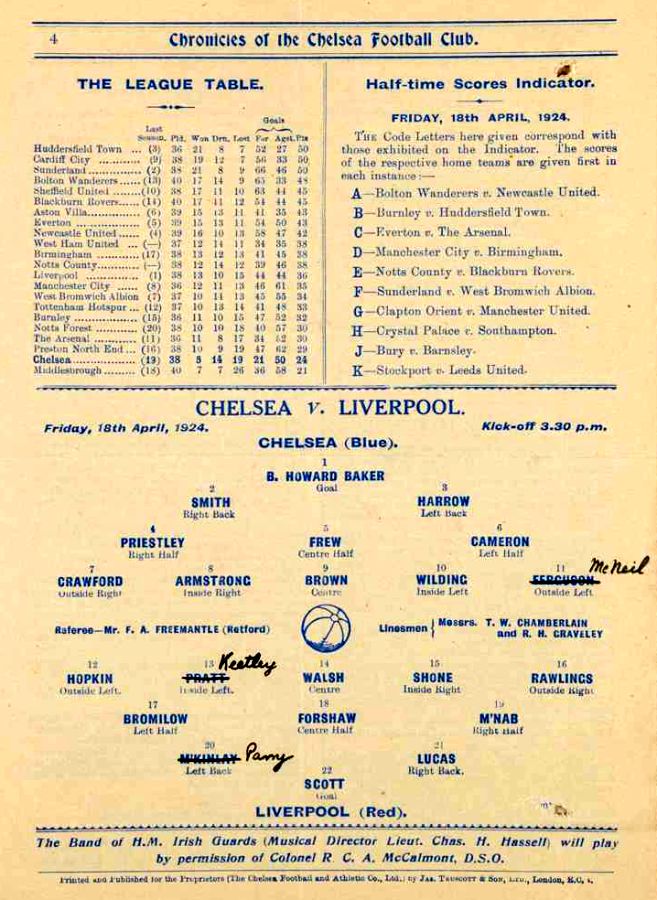 4
Chronicles of the Chelsea Football Club.
THE LEAGUE TABLE.
Last Season. Pld. Won Drn. Lost Goals For Agst. Pts
Huddersfield Town ... (3) 36 21 8 7 52 27 50
Cardiff City ............ (9) 38 19 12 7 56 33 50
Sunderland ............ (2) 38 21 8 9 66 46 50
Bolton Wanderers ...... (13) 40 17 14 9 65 33 48
Sheffield United ...... (10) 38 17 11 10 63 44 45
Blackburn Rovers...... (14) 40 17 11 12 54 44 45
Aston Villa............ (6) 39 15 13 11 41 35 43
Everton ............... (5) 39 15 13 11 54 50 43
Newcastle United ...... (4) 39 16 10 13 58 47 42
West Ham United ... (—) 37 12 14 11 34 35 38
Birmingham ............ (17) 38 13 12 13 41 45 38
Notts County............ (—) 38 12 14 12 39 46 38
Liverpool ............ (1) 38 13 10 15 44 44 36
Manchester City ...... (8) 36 12 11 13 46 61 35
West Bromwich Albion (7) 37 10 14 13 45 55 34
Tottenham Hotspur ... (12) 37 10 13 14 41 48 33
Burnley ............... (15) 36 11 10 15 47 52 32
Notts Forest ............ (20) 38 10 10 18 40 57 30
The Arsenal ............ (11) 36 11 8 17 34 52 30
Preston North End ... (16) 38 10 9 19 47 62 29
Chelsea.................. (19) 38 5 14 19 21 50 24
Middlesbrough ......... (18) 40 7 7 26 36 58 21
Half-time Scores Indicator.
FRIDAY, 18th APRIL, 1924.
THE Code Letters here given correspond with
those exhibited on the Indicator. The scores
of the respective home teams are given first in
each instance:—
A—Bolton Wanderers v. Newcastle United.
B—Burnley v. Huddersfield Town.
C—Everton v. The Arsenal.
D—Manchester City v. Birmingham.
E—Notts County v. Blackburn Rovers.
F—Sunderland v. West Bromwich Albion.
G—Clapton Orient v. Manchester United.
H—Crystal Palace v. Southampton.
J—Bury v. Barnsley.
K—Stockport v. Leeds United.
CHELSEA V. LIVERPOOL.
Friday, 18th April, 1924.
Kick-off 3.30 p.m.
CHELSEA (Blue).
1
B. HOWARD BAKER
Goal
2 3
SMITH HARROW
Right Back Left Back
4 5 6
PRIESTLEY FREW CAMERON
Right Half Centre Half Left Half
7 8 9 10 11 McNeil
CRAWFORD ARMSTRONG BROWN WILDING FERGUSON
Outside Right Inside Right Centre Inside Left Outside Left
Referee—Mr. F. A. FREEMANTLE (Retford)
Linesmen { Messrs. T. W. CHAMBERLAIN
and R. H. GRAVELEY
12 13 Keetley 14 15 16
HOPKIN PRATT WALSH SHONE RAWLINGS
Outside Left. Inside Left. Centre Inside Right Outside Right
17 18 19
BROMILOW FORSHAW M'NAB
Left Half Centre Half Right Half
20 21
M'KINLAY Parry LUCAS
Left Back Right Back.
22
SCOTT
Goal
LIVERPOOL (Red).
The Band of H.M. Irish Guards (Musical Director Lieut. Chas. H. Hassell) will play
by permission of Colonel R. C. A. McCalmont, D.S.O.
Printed and Published for the Proprietors (The Chelsea Football and Athletic Co., Ltd.) by JAS. TRUSCOTT & SON, LTD., London, E.C. 4.